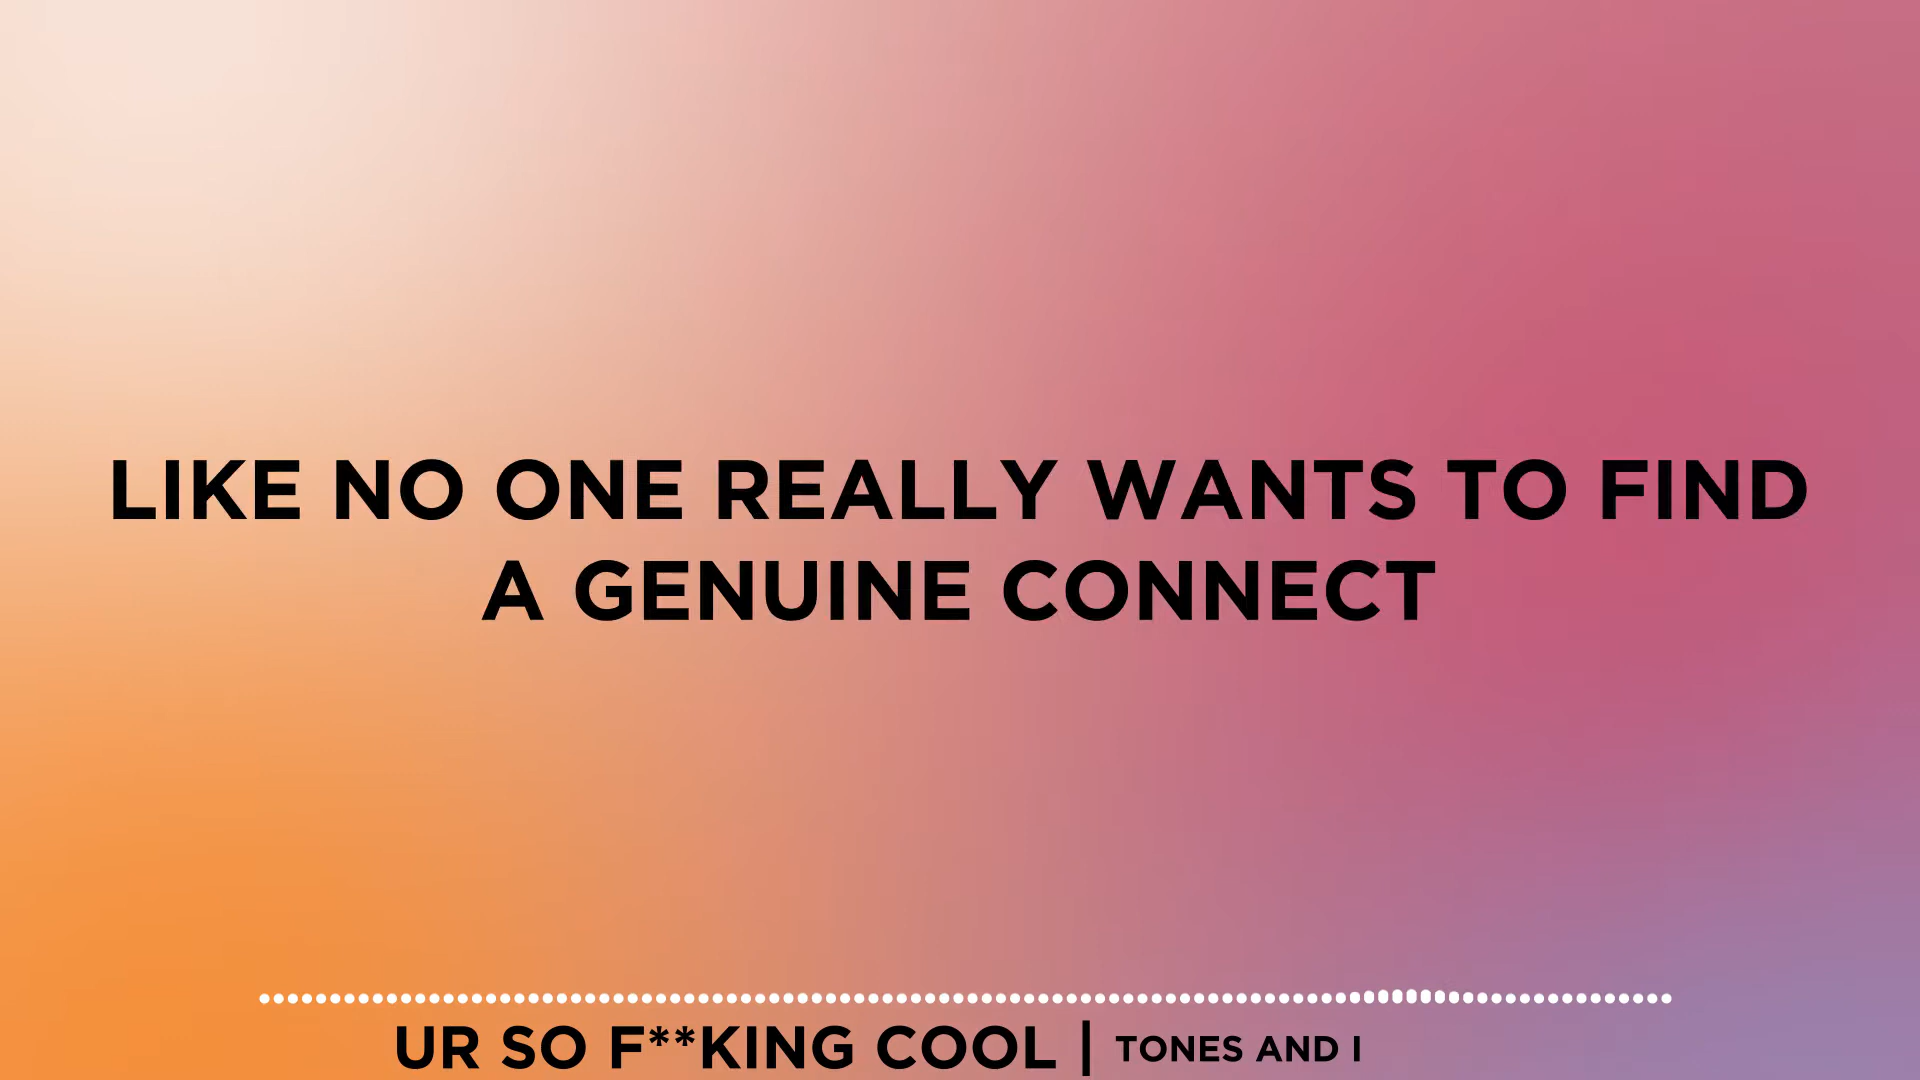 LIKE NO ONE REALLY WANTS TO FIND
A GENUINE CONNECT
UR SO F**KING COOL | TONES AND I